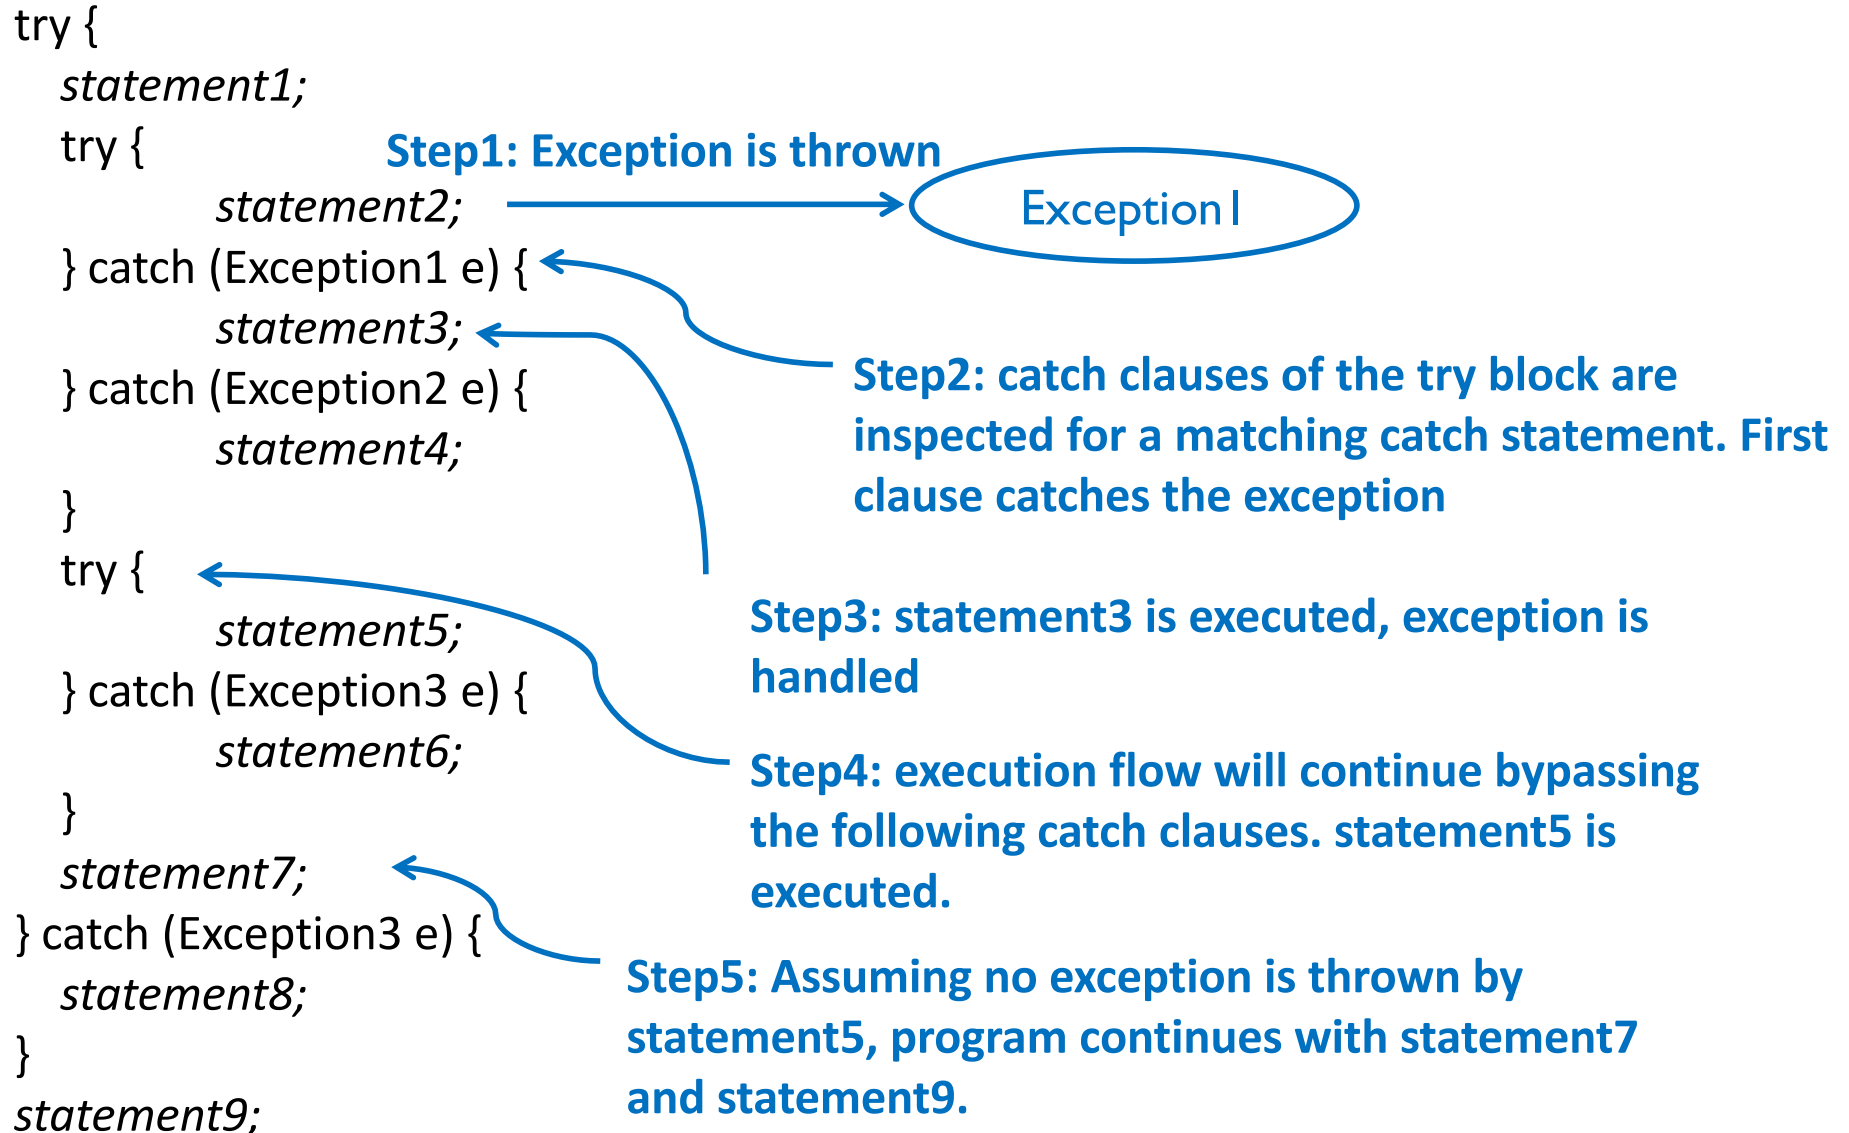 try {
statement1;
try {
Step1: Exception is thrown
statement2;
Exception1
} catch (Exception1 e) {
statement3;
} catch (Exception2 e) {
statement4;
}
Step2: catch clauses of the try block are
inspected for a matching catch statement. First
clause catches the exception
try {
statement5;
} catch (Exception3 e) {
statement6;
}
Step3: statement3 is executed, exception is
handled
Step4: execution flow will continue bypassing
the following catch clauses. statement5 is
executed.
statement7;
} catch (Exception3 e) {
statement8;
}
statement9;
Step5: Assuming no exception is thrown by
statement5, program continues with statement7
and statement9.